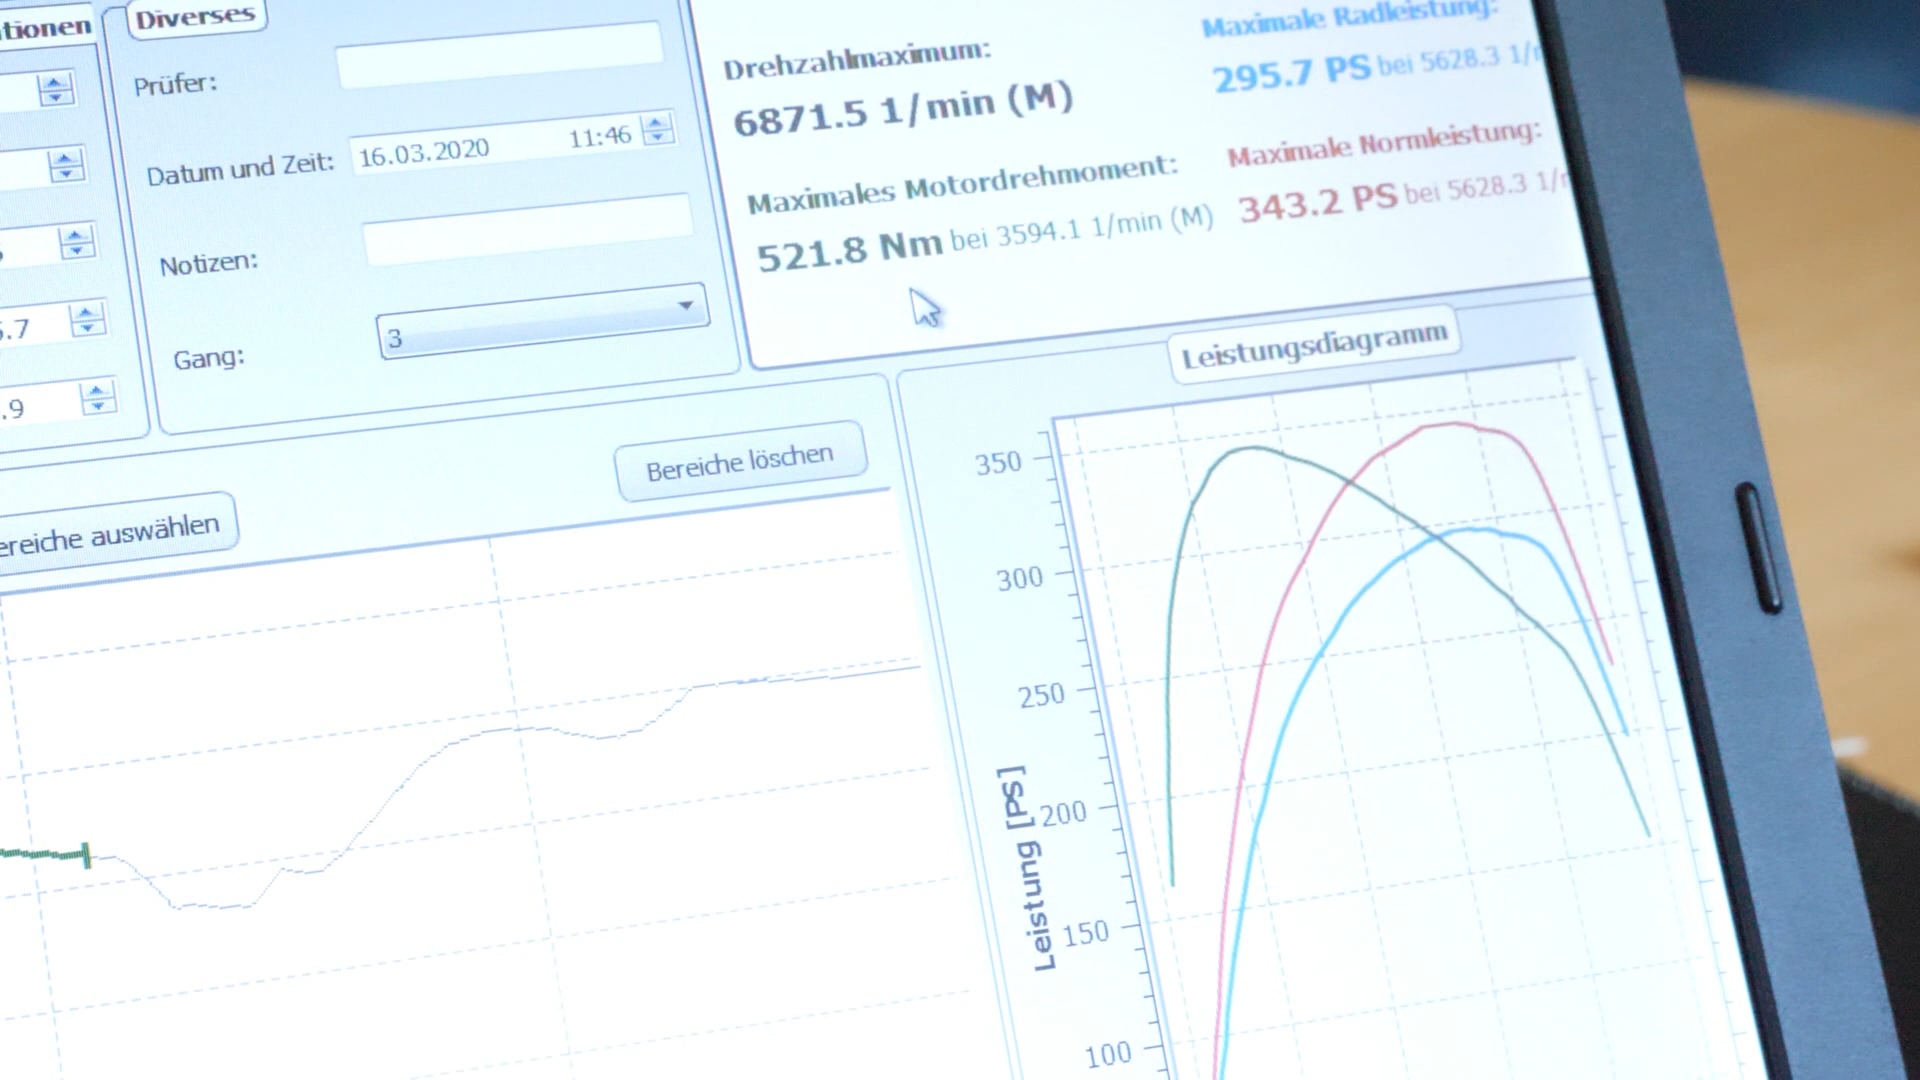 tionen
Diverses
Prüfer:
Datum und Zeit:
16.03.2020
11:46
Notizen:
Gang:
3
5.7
.9
Drehzahlmaximum:
6871.5 1/min (M)
Maximales Motordrehmoment:
521.8 Nm bei 3594.1 1/min (M)
Maximale Radleistung:
295.7 PS bei 5628.3 1/
Maximale Normleistung:
343.2 PS bei 5628.3 1/
Bereiche löschen
ereiche auswählen
Leistungsdiagramm
350
300
250
200
150
100
Leistung [PS]